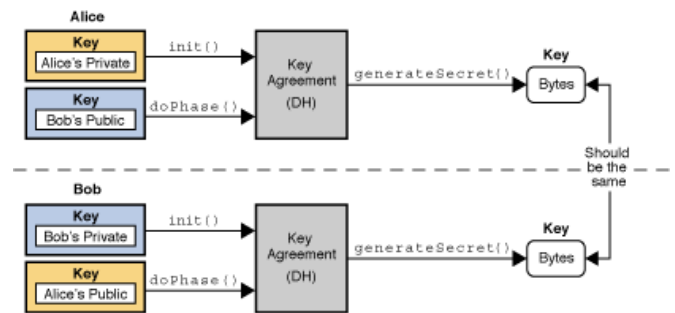 Alice
Key
Alice's Private
init()
Key
Agreement
(DH)
generateSecret()
Key
Bytes
Key
Bob's Public
doPhase()
Should
be the
same
Bob
Key
Bob's Private
init()
Key
Agreement
(DH)
generateSecret()
Key
Bytes
Key
Alice's Public
doPhase()